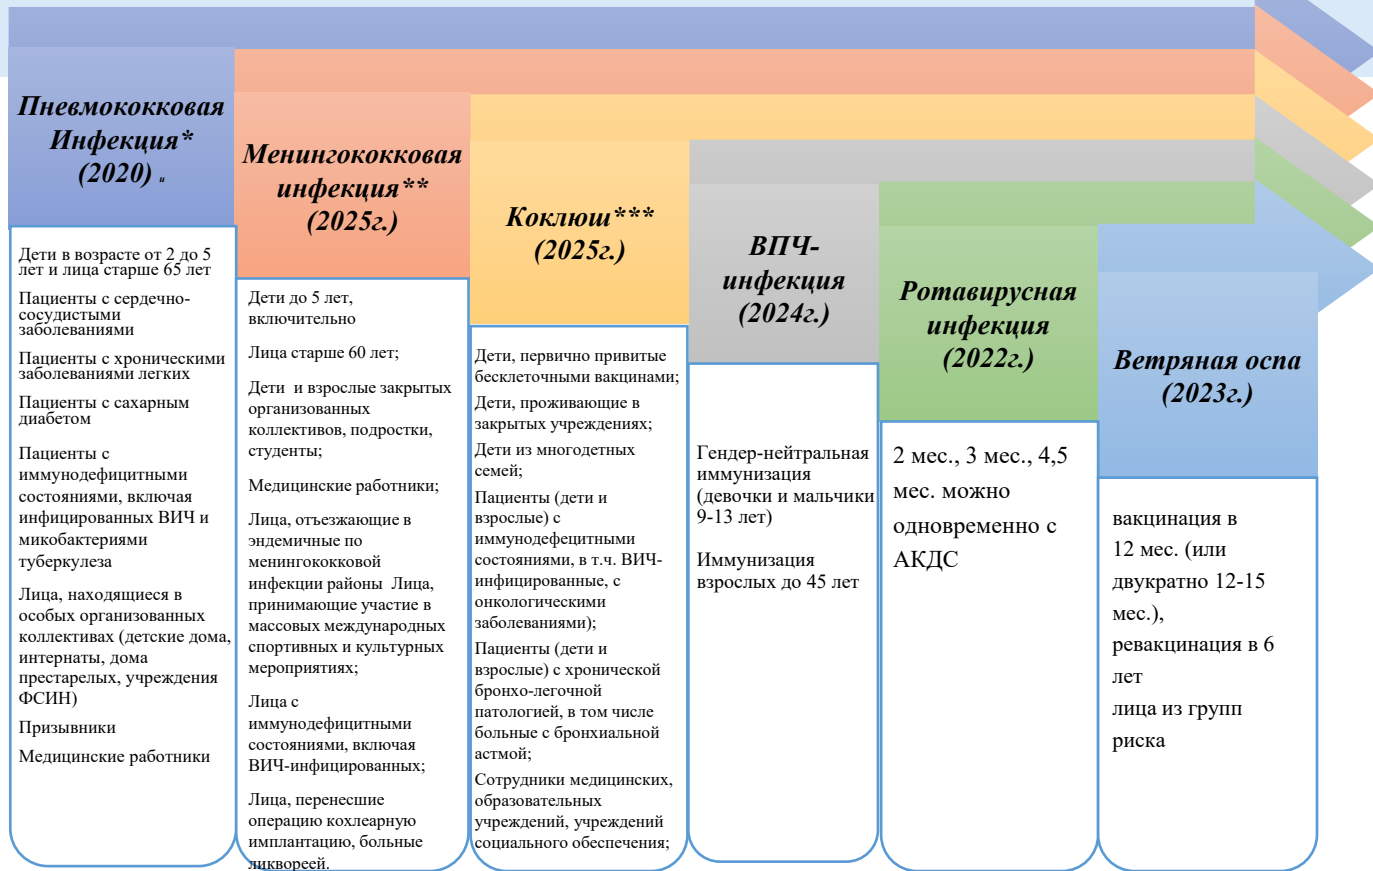 Пневмококковая
Инфекция*
(2020) и
Дети в возрасте от 2 до 5
лет и лица старше 65 лет
Пациенты с сердечно-
сосудистыми
заболеваниями
Пациенты с хроническими
заболеваниями легких
Пациенты с сахарным
диабетом
Пациенты с
иммунодефицитными
состояниями, включая
инфицированных ВИЧ и
микобактериями
туберкулеза
Лица, находящиеся в
особых организованных
коллективах (детские дома,
интернаты, дома
престарелых, учреждения
ФСИН)
Призывники
Медицинские работники
Менингококковая
инфекция**
(2025г.)
Дети до 5 лет,
включительно
Лица старше 60 лет;
Дети и взрослые закрытых
организованных
коллективов, подростки,
студенты;
Медицинские работники;
Лица, отъезжающие в
эндемичные по
менингококковой
инфекции районы Лица,
принимающие участие в
массовых международных
спортивных и культурных
мероприятиях;
Лица с
иммунодефицитными
состояниями, включая
ВИЧ-инфицированных;
Лица, перенесшие
операцию кохлеарную
имплантацию, больные
ликвореей.
Коклюш***
(2025г.)
Дети, первично привитые
бесклеточными вакцинами;
Дети, проживающие в
закрытых учреждениях;
Дети из многодетных
семей;
Пациенты (дети и
взрослые) с
иммунодефецитными
состояниями, в т.ч. ВИЧ-
инфицированные, с
онкологическими
заболеваниями);
Пациенты (дети и
взрослые) с хронической
бронхо-легочной
патологией, в том числе
больные с бронхиальной
астмой;
Сотрудники медицинских,
образовательных
учреждений, учреждений
социального обеспечения;
ВПЧ-
инфекция
(2024г.)
Гендер-нейтральная
иммунизация
(девочки и мальчики
9-13 лет)
Иммунизация
взрослых до 45 лет
Ротавирусная
инфекция
(2022г.)
2 мес., 3 мес., 4,5
мес. можно
одновременно с
АКДС
Ветряная оспа
(2023г.)
вакцинация в
12 мес. (или
двукратно 12-15
мес.),
ревакцинация в 6
лет
лица из групп
риска